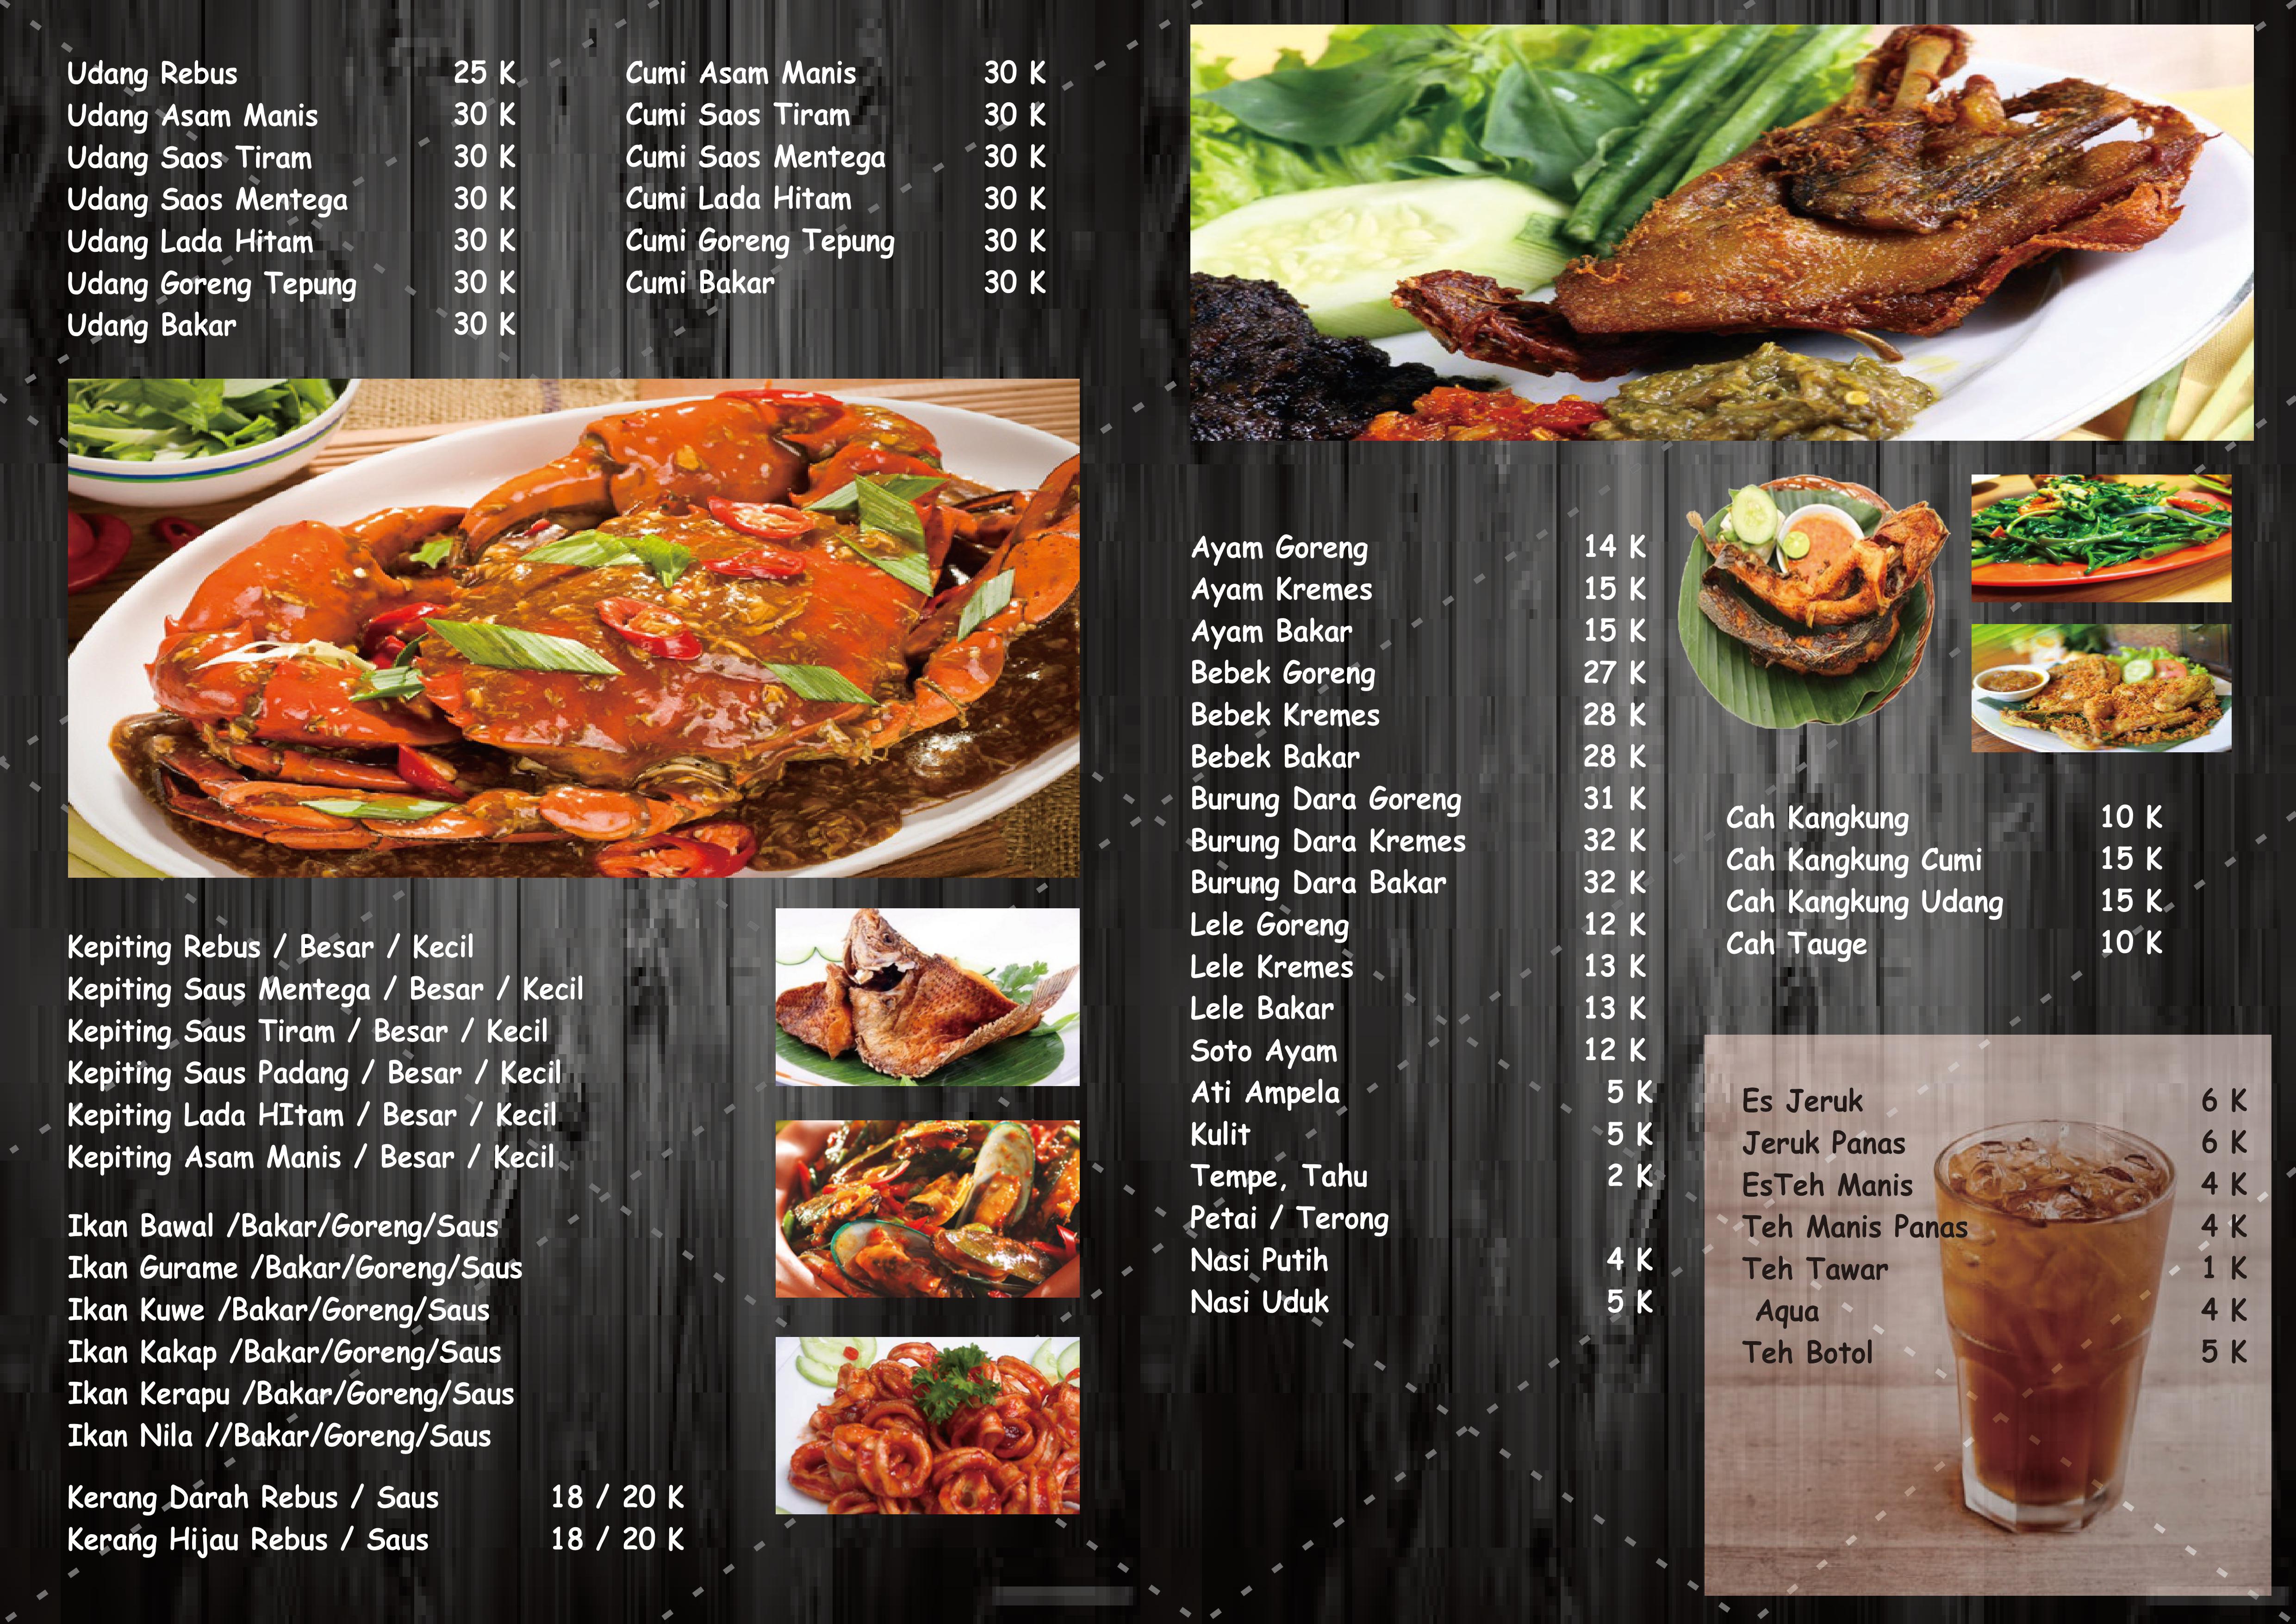 Udang Rebus 25 K
Udang Asam Manis 30 K
Udang Saos Tiram 30 K
Udang Saos Mentega 30 K
Udang Lada Hitam 30 K
Udang Goreng Tepung 30 K
Udang Bakar 30 K
Cumi Asam Manis 30 K
Cumi Saos Tiram 30 K
Cumi Saos Mentega 30 K
Cumi Lada Hitam 30 K
Cumi Goreng Tepung 30 K
Cumi Bakar 30 K
Kepiting Rebus / Besar / Kecil
Kepiting Saus Mentega / Besar / Kecil
Kepiting Saus Tiram / Besar / Kecil
Kepiting Saus Padang / Besar / Kecil
Kepiting Lada HItam / Besar / Kecil
Kepiting Asam Manis / Besar / Kecil
Ikan Bawal /Bakar/Goreng/Saus
Ikan Gurame /Bakar/Goreng/Saus
Ikan Kuwe /Bakar/Goreng/Saus
Ikan Kakap /Bakar/Goreng/Saus
Ikan Kerapu /Bakar/Goreng/Saus
Ikan Nila //Bakar/Goreng/Saus
Kerang Darah Rebus / Saus 18 / 20 K
Kerang Hijau Rebus / Saus 18 / 20 K
Ayam Goreng 14 K
Ayam Kremes 15 K
Ayam Bakar 15 K
Bebek Goreng 27 K
Bebek Kremes 28 K
Bebek Bakar 28 K
Burung Dara Goreng 31 K
Burung Dara Kremes 32 K
Burung Dara Bakar 32 K
Lele Goreng 12 K
Lele Kremes 13 K
Lele Bakar 13 K
Soto Ayam 12 K
Ati Ampela 5 K
Kulit 5 K
Tempe, Tahu 2 K
Petai / Terong
Nasi Putih 4 K
Nasi Uduk 5 K
Cah Kangkung 10 K
Cah Kangkung Cumi 15 K
Cah Kangkung Udang 15 K
Cah Tauge 10 K
Es Jeruk 6 K
Jeruk Panas 6 K
EsTeh Manis 4 K
Teh Manis Panas 4 K
Teh Tawar 1 K
Aqua 4 K
Teh Botol 5 K